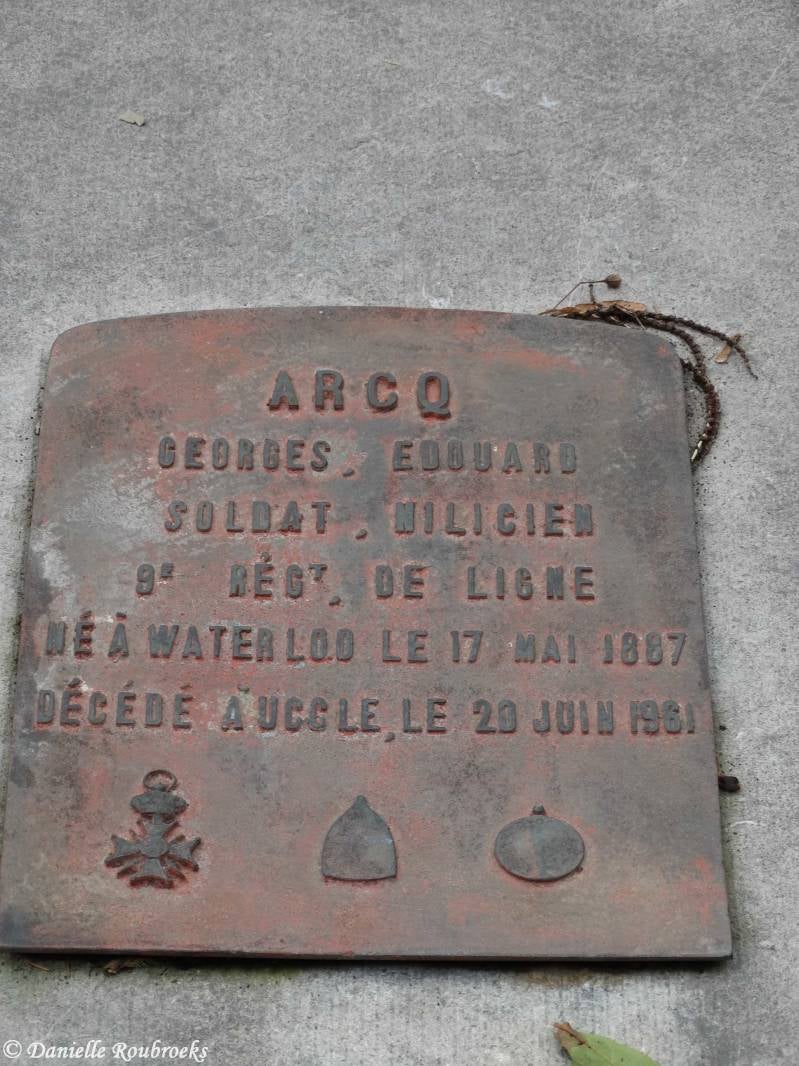 ARCQ
GEORGES, EDOUARD
SOLDAT, MILICIEN
9E RÉGT, DE LIGNE
NÉ À WATERLOO LE 17 MAI 1887
DÉCÉDÉ À UCCLE, LE 20 JUIN 1961
© Danielle Roubroeks